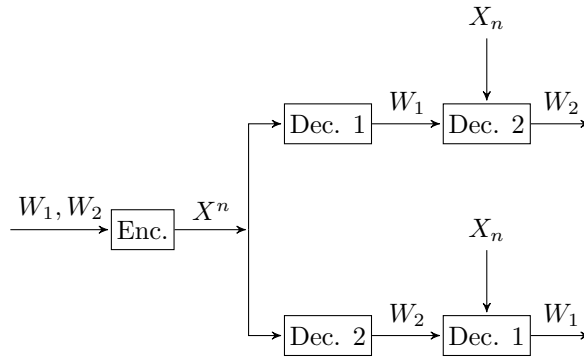 X_n
Dec. 1
W_1
Dec. 2
W_2
W_1, W_2
Enc.
X^n
X_n
Dec. 2
W_2
Dec. 1
W_1